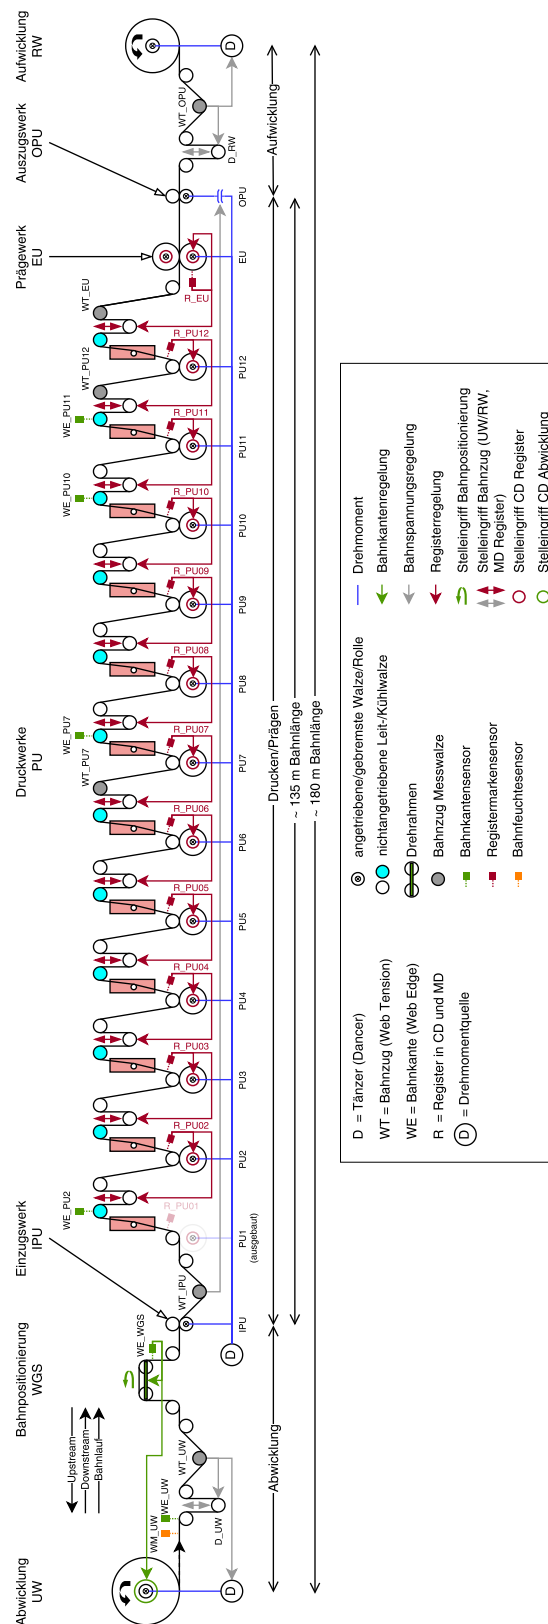 Abwicklung
UW
Bahnpositionierung
WGS
Einzugswerk
IPU
Druckwerke
PU
Prägewerk
EU
Auszugswerk
OPU
Aufwicklung
RW
Upstream
Downstream
Bahnlauf
WM_UW
WE_UW
D_UW
WT_UW
WE_WGS
WT_IPU
R_PU01
WE_PU2
R_PU02
R_PU03
R_PU04
R_PU05
R_PU06
WT_PU7
WE_PU7
R_PU07
R_PU08
R_PU09
R_PU10
WE_PU10
R_PU11
WE_PU11
WT_PU12
R_PU12
WT_EU
R_EU
D_RW
WT_OPU
D
IPU
D
PU1
(ausgebaut)
PU2
PU3
PU4
PU5
PU6
PU7
PU8
PU9
PU10
PU11
PU12
EU
OPU
D
Abwicklung
Drucken/Prägen
Aufwicklung
~ 135 m Bahnlänge
~ 180 m Bahnlänge
D = Tänzer (Dancer)
WT = Bahnzug (Web Tension)
WE = Bahnkante (Web Edge)
R = Register in CD und MD
D = Drehmomentquelle
angetriebene/gebremste Walze/Rolle
nichtangetriebene Leit-/Kühlwalze
Drehrahmen
Bahnzug Messwalze
Bahnkantensensor
Registermarkensensor
Bahnfeuchtesensor
Drehmoment
Bahnkantenregelung
Bahnspannungsregelung
Registerregelung
Stelleingriff Bahnpositionierung
Stelleingriff Bahnzug (UW/RW,
MD Register)
Stelleingriff CD Register
Stelleingriff CD Abwicklung